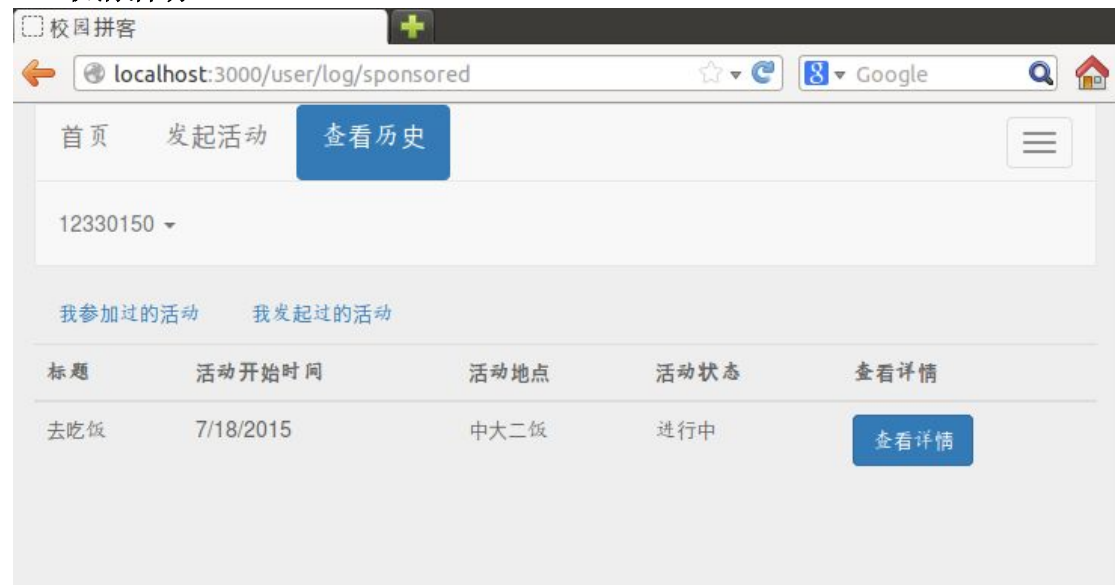 校园拼客
localhost:3000/user/log/sponsored Google
首页 发起活动 查看历史
12330150
我参加过的活动 我发起过的活动
标题 活动开始时间 活动地点 活动状态 查看详情
去吃饭 7/18/2015 中大二饭 进行中 查看详情